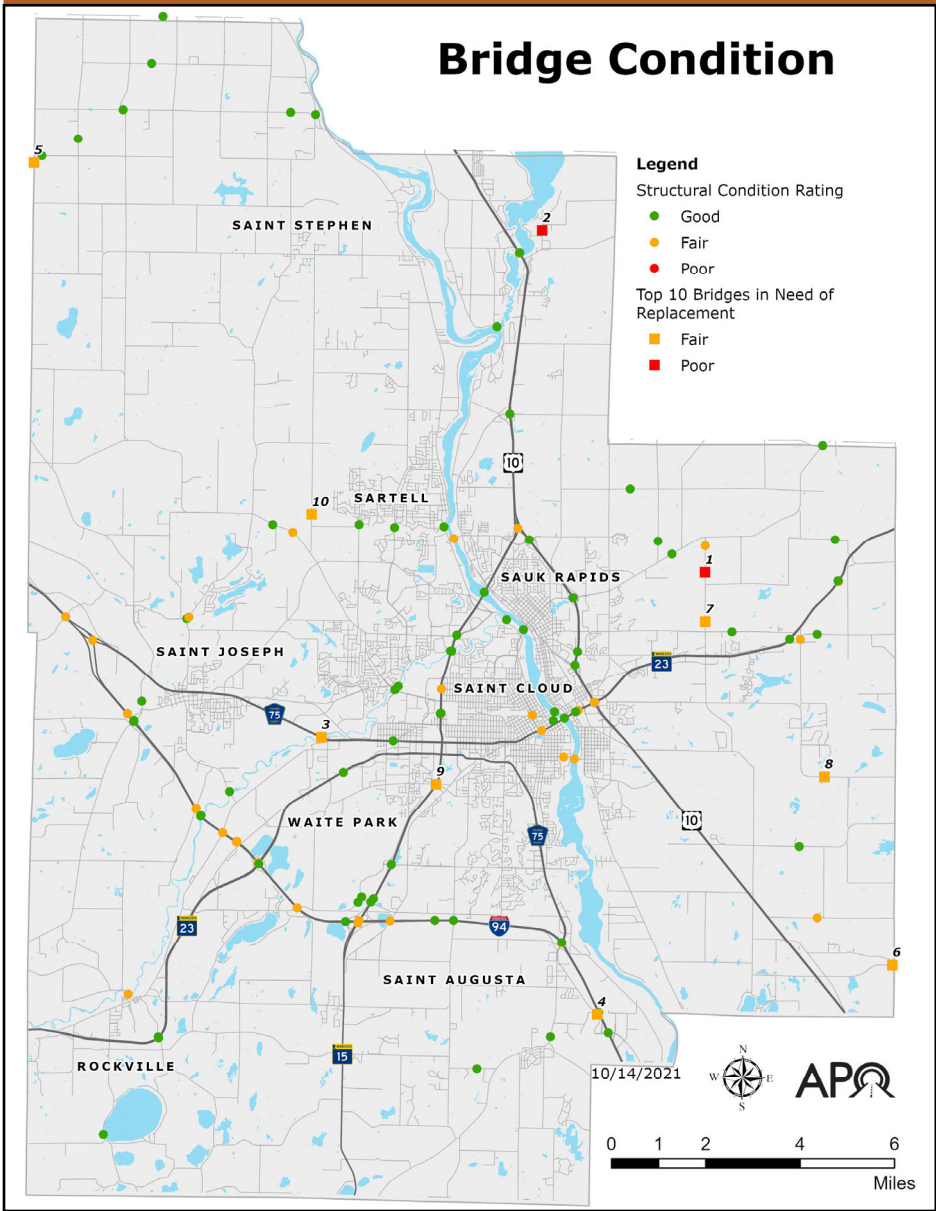 Bridge Condition
Legend
Structural Condition Rating
Good
Fair
Poor
Top 10 Bridges in Need of
Replacement
Fair
Poor
5
2
SAINT STEPHEN
10
10
SARTELL
1
SAUK RAPIDS
7
SAINT JOSEPH
MINNESOTA
23
SAINT CLOUD
75
3
9
8
WAITE PARK
10
75
MINNESOTA
23
94
6
SAINT AUGUSTA
4
MINNESOTA
15
ROCKVILLE
10/14/2021
N
W
E
S
APO
0 1 2 4 6
Miles